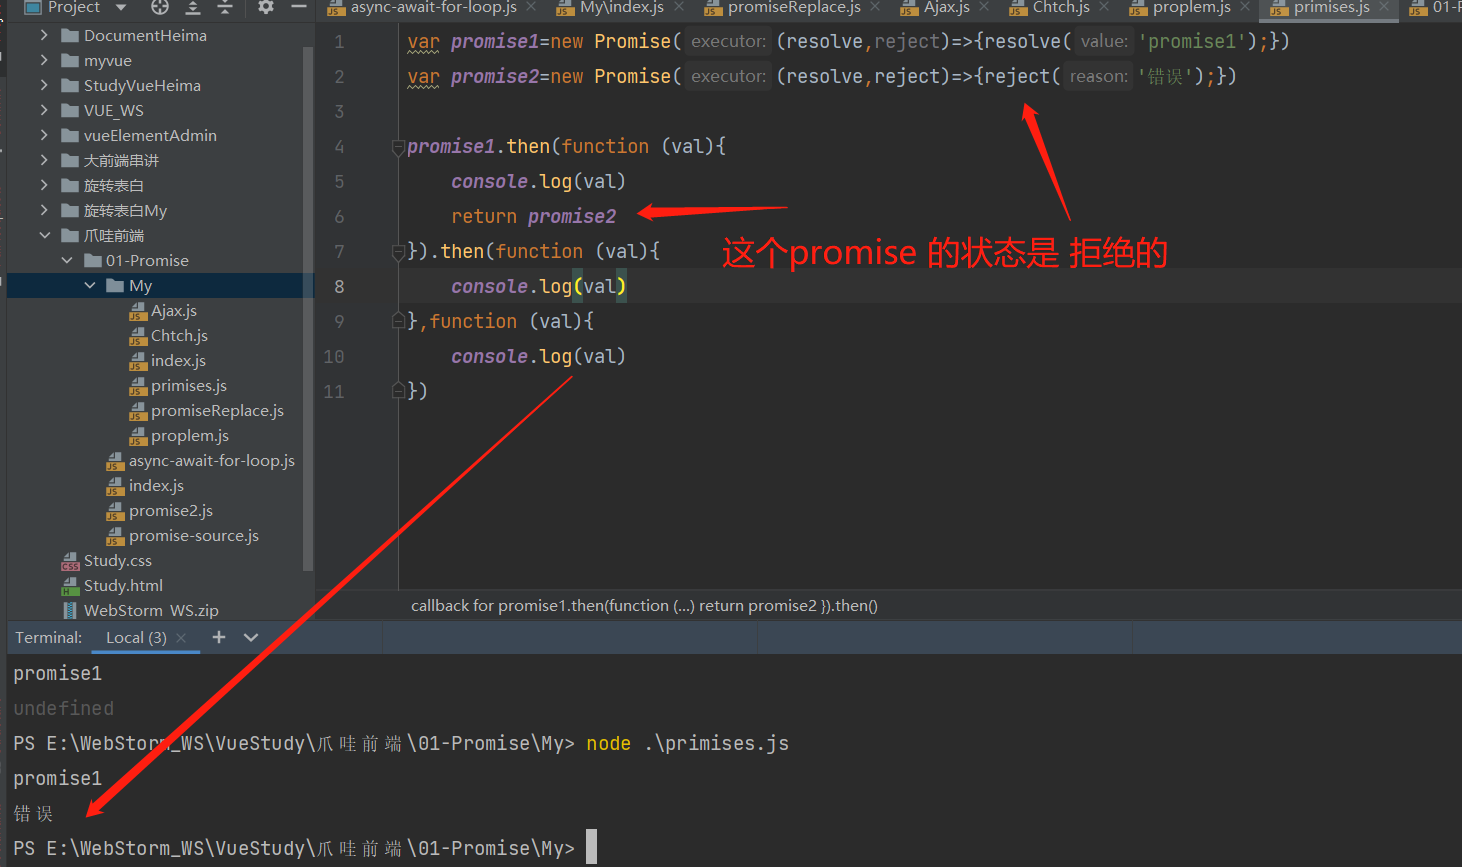 Project
async-await-for-loop.js
My\index.js
promiseReplace.js
Ajax.js
Chtch.js
proplem.js
primises.js
DocumentHeima
myvue
StudyVueHeima
VUE_WS
vueElementAdmin
大前端串讲
旋转表白
旋转表白My
爪哇前端
01-Promise
My
Ajax.js
Chtch.js
index.js
primises.js
promiseReplace.js
proplem.js
async-await-for-loop.js
index.js
promise2.js
promise-source.js
Study.css
Study.html
WebStorm_WS.zip
1 var promise1=new Promise( executor: (resolve,reject)=>{resolve( value: 'promise1');})
2 var promise2=new Promise( executor: (resolve,reject)=>{reject( reason: '错误');})
3
4 promise1.then(function (val){
5 console.log(val)
6 return promise2
7 }).then(function (val){
8 console.log(val)
9 },function (val){
10 console.log(val)
11 })
这个promise 的状态是 拒绝的
callback for promise1.then(function (...) return promise2 }).then()
Terminal: Local (3)
promise1
undefined
PS E:\WebStorm_WS\VueStudy\爪哇前端\01-Promise\My> node .\primises.js
promise1
错误
PS E:\WebStorm_WS\VueStudy\爪哇前端\01-Promise\My>